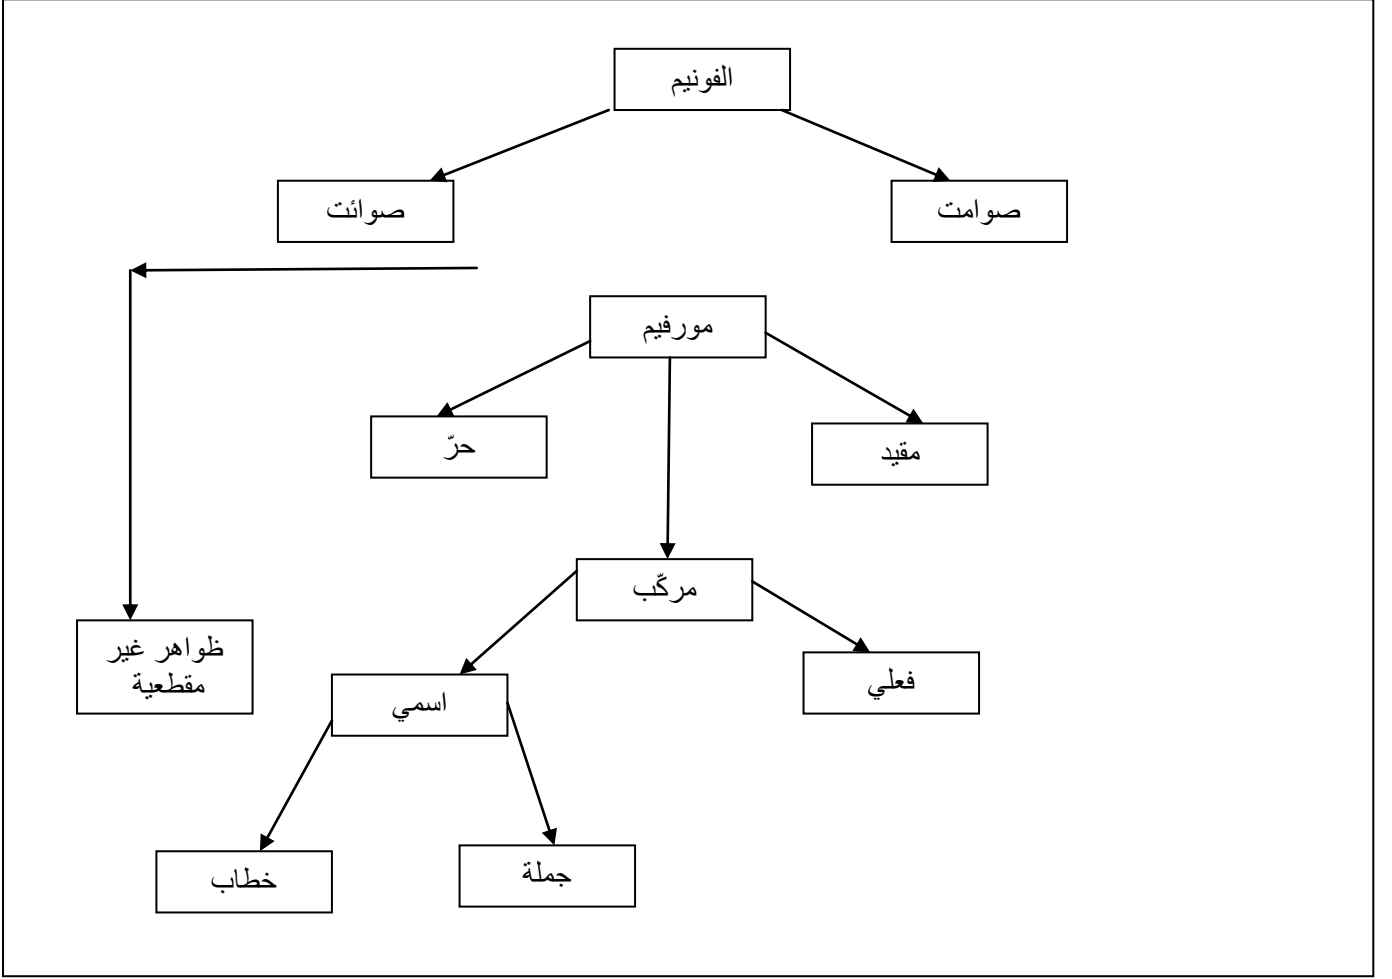 الفونيم
صوامت
صوائت
مورفيم
مقيد
حرّ
مركّب
ظواهر غير
مقطعية
فعلي
اسمي
جملة
خطاب